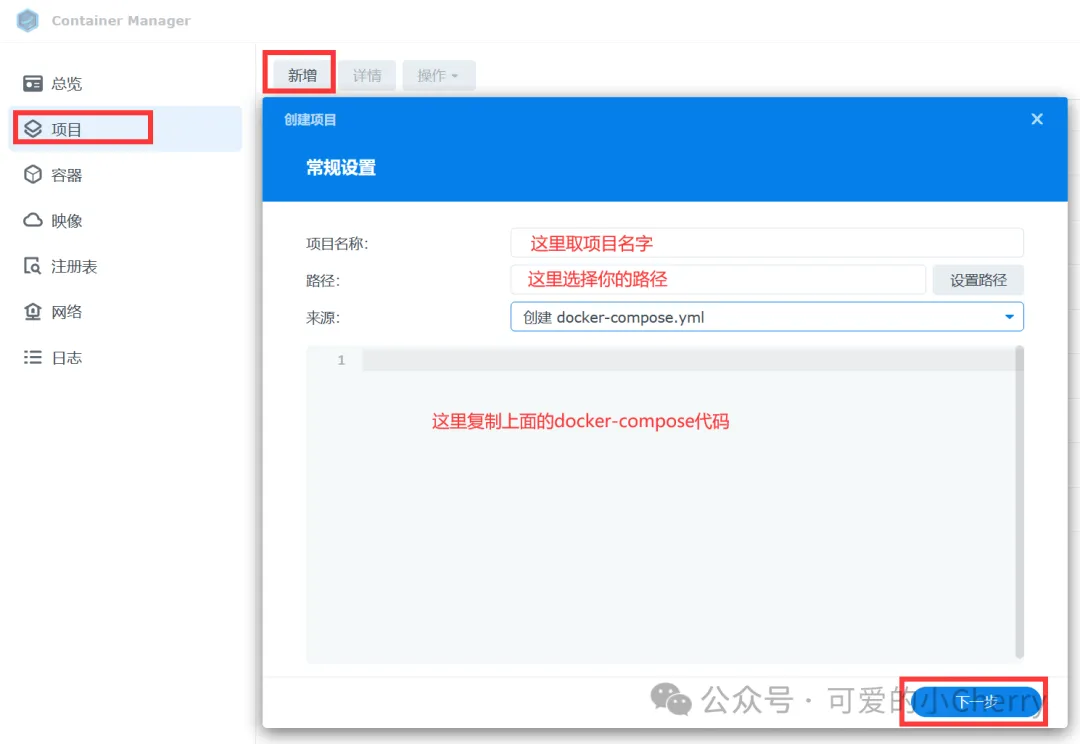 Container Manager
总览
项目
容器
映像
注册表
网络
日志
新增 详情 操作
创建项目
常规设置
项目名称: 这里取项目名字
路径: 这里选择你的路径 设置路径
来源: 创建 docker-compose.yml
1
这里复制上面的docker-compose代码
下一步
公众号 · 可爱的小Cherry